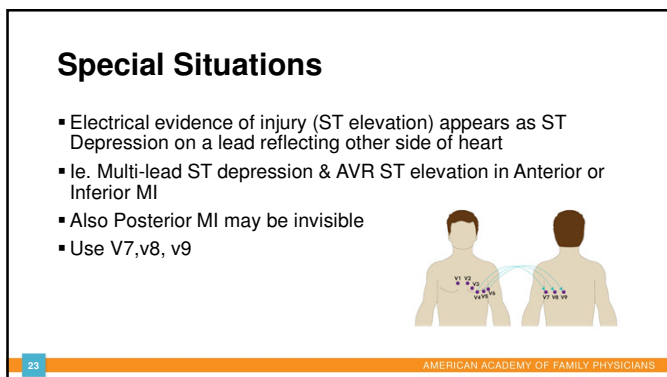 Special Situations
▪ Electrical evidence of injury (ST elevation) appears as ST
Depression on a lead reflecting other side of heart
▪ Ie. Multi-lead ST depression & AVR ST elevation in Anterior or
Inferior MI
▪ Also Posterior MI may be invisible
▪ Use V7,v8, v9
V1 V2
V3
V4 V5 V6
V7 V8 V9
23
AMERICAN ACADEMY OF FAMILY PHYSICIANS